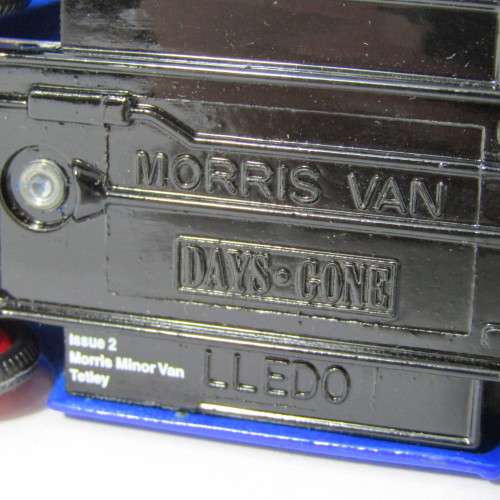 MORRIS VAN
DAYS·GONE
Issue 2
Morris Minor Van
Tetley
LLEDO